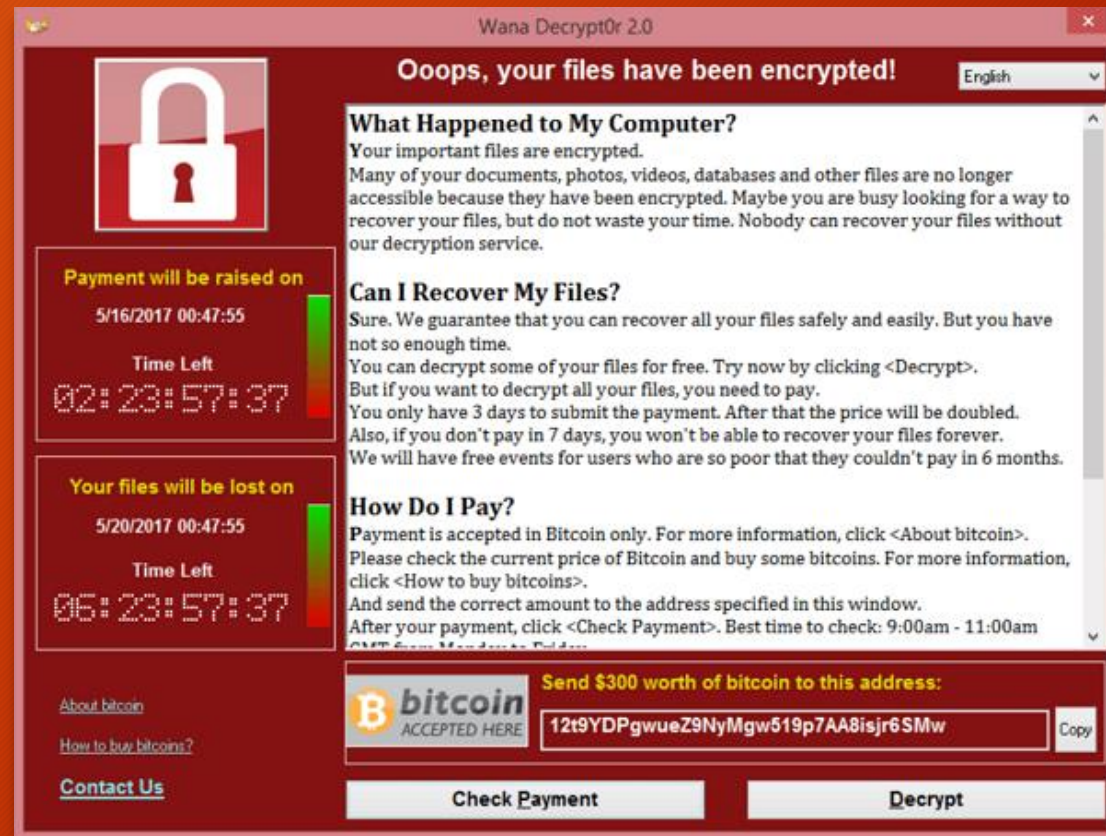 Wana Decrypt0r 2.0
Ooops, your files have been encrypted!
English
Payment will be raised on
5/16/2017 00:47:55
Time Left
02:23:57:37
Your files will be lost on
5/20/2017 00:47:55
Time Left
06:23:57:37
About bitcoin
How to buy bitcoins?
Contact Us
What Happened to My Computer?
Your important files are encrypted.
Many of your documents, photos, videos, databases and other files are no longer
accessible because they have been encrypted. Maybe you are busy looking for a way to
recover your files, but do not waste your time. Nobody can recover your files without
our decryption service.
Can I Recover My Files?
Sure. We guarantee that you can recover all your files safely and easily. But you have
not so enough time.
You can decrypt some of your files for free. Try now by clicking <Decrypt>.
But if you want to decrypt all your files, you need to pay.
You only have 3 days to submit the payment. After that the price will be doubled.
Also, if you don't pay in 7 days, you won't be able to recover your files forever.
We will have free events for users who are so poor that they couldn't pay in 6 months.
How Do I Pay?
Payment is accepted in Bitcoin only. For more information, click <About bitcoin>.
Please check the current price of Bitcoin and buy some bitcoins. For more information,
click <How to buy bitcoins>.
And send the correct amount to the address specified in this window.
After your payment, click <Check Payment>. Best time to check: 9:00am - 11:00am
GMT from Monday to Friday
bitcoin
ACCEPTED HERE
Send $300 worth of bitcoin to this address:
12t9YDPgwueZ9NyMgw519p7AA8isjr6SMw
Copy
Check Payment
Decrypt